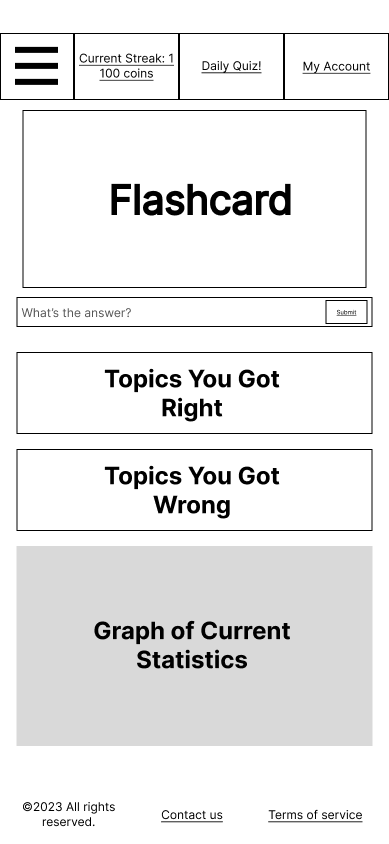 Current Streak: 1
100 coins
Daily Quiz!
My Account
Flashcard
What's the answer?
Submit
Topics You Got
Right
Topics You Got
Wrong
Graph of Current
Statistics
©2023 All rights
reserved.
Contact us
Terms of service